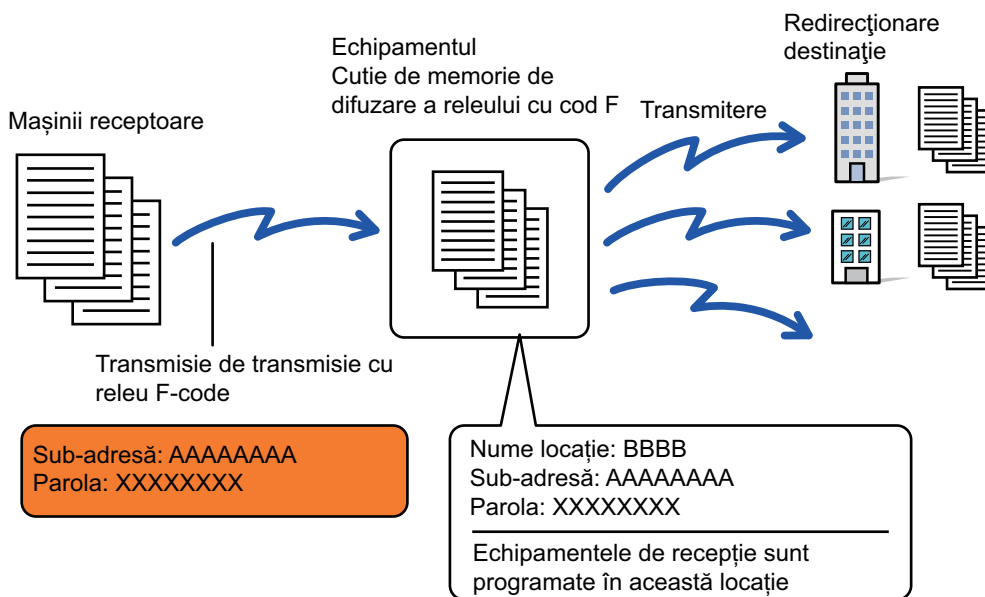 Mașinii receptoare
Echipamentul
Cutie de memorie de
difuzare a releului cu cod F
Transmitere
Redirecţionare
destinaţie
Transmisie de transmisie cu
releu F-code
Sub-adresă: AAAAAAAA
Parola: XXXXXXXX
Nume locație: BBBB
Sub-adresă: AAAAAAAA
Parola: XXXXXXXX
Echipamentele de recepție sunt
programate în această locație